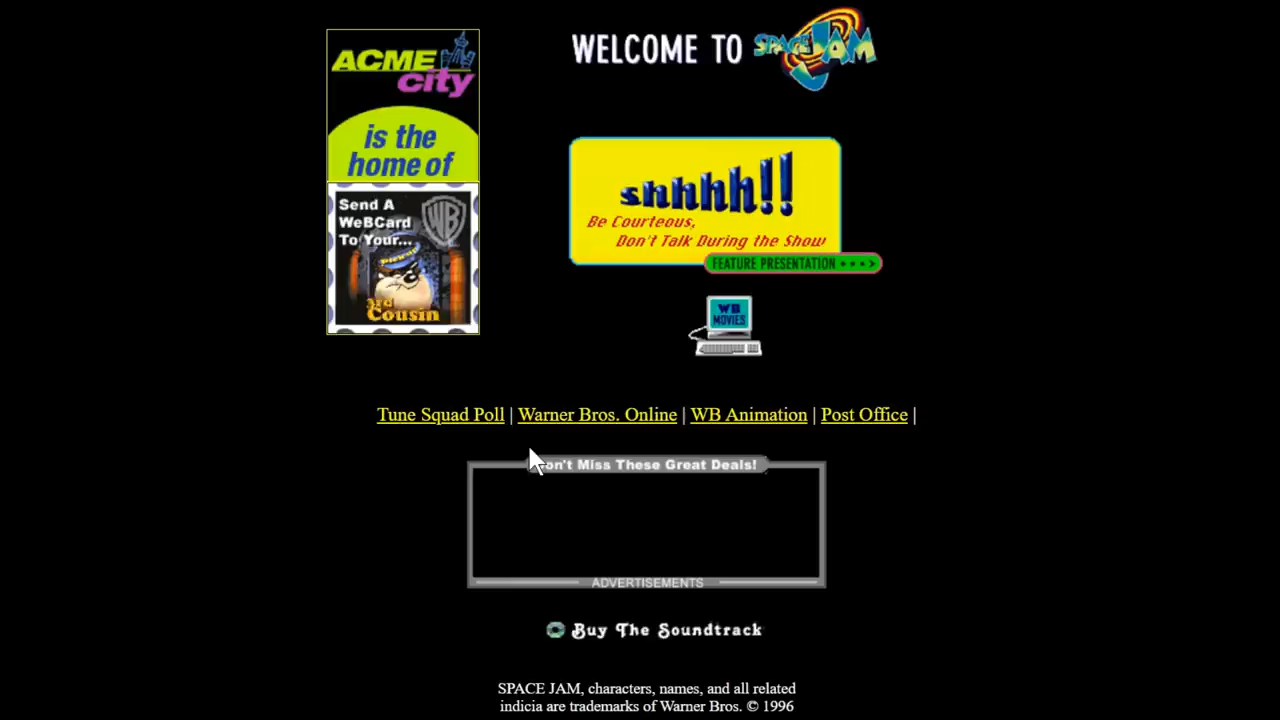 ACME
city
is the
home of
Send A
WeBCard
To Your...
3rd
Cousin
WELCOME TO SPACE JAM
shhhh!!
Be Courteous,
Don't Talk During the Show
FEATURE PRESENTATION
WB
MOVIES
Tune Squad Poll | Warner Bros. Online | WB Animation | Post Office |
Miss These Great Deals!
ADVERTISEMENTS
Buy The Soundtrack
SPACE JAM, characters, names, and all related
indicia are trademarks of Warner Bros. © 1996